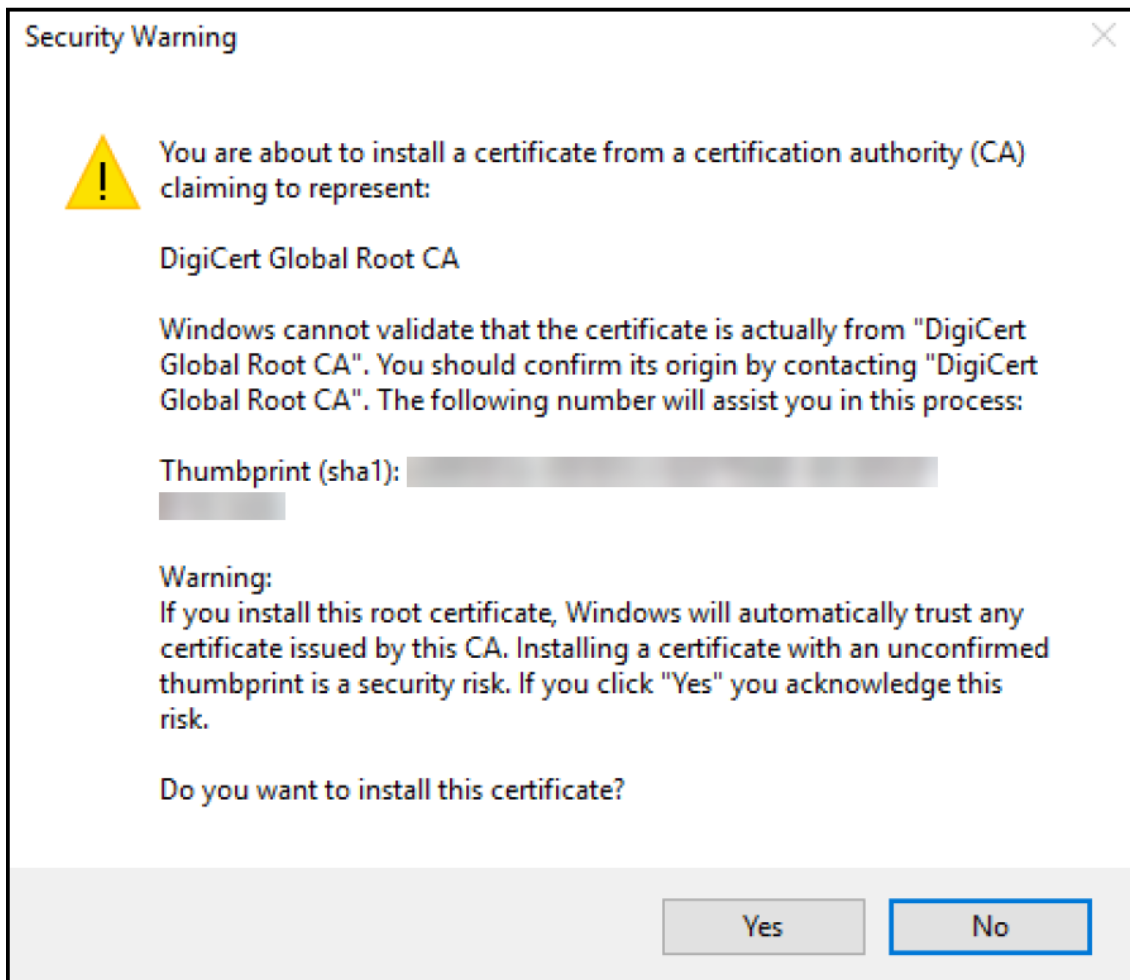 Security Warning
You are about to install a certificate from a certification authority (CA)
claiming to represent:
DigiCert Global Root CA
Windows cannot validate that the certificate is actually from "DigiCert
Global Root CA". You should confirm its origin by contacting "DigiCert
Global Root CA". The following number will assist you in this process:
Thumbprint (sha1):
Warning:
If you install this root certificate, Windows will automatically trust any
certificate issued by this CA. Installing a certificate with an unconfirmed
thumbprint is a security risk. If you click "Yes" you acknowledge this
risk.
Do you want to install this certificate?
Yes
No